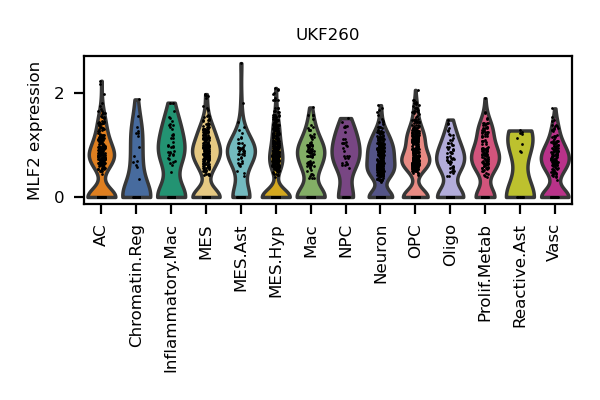 UKF260
MLF2 expression
2
0
AC
Chromatin.Reg
Inflammatory.Mac
MES
MES.Ast
MES.Hyp
Mac
NPC
Neuron
OPC
Oligo
Prolif.Metab
Reactive.Ast
Vasc